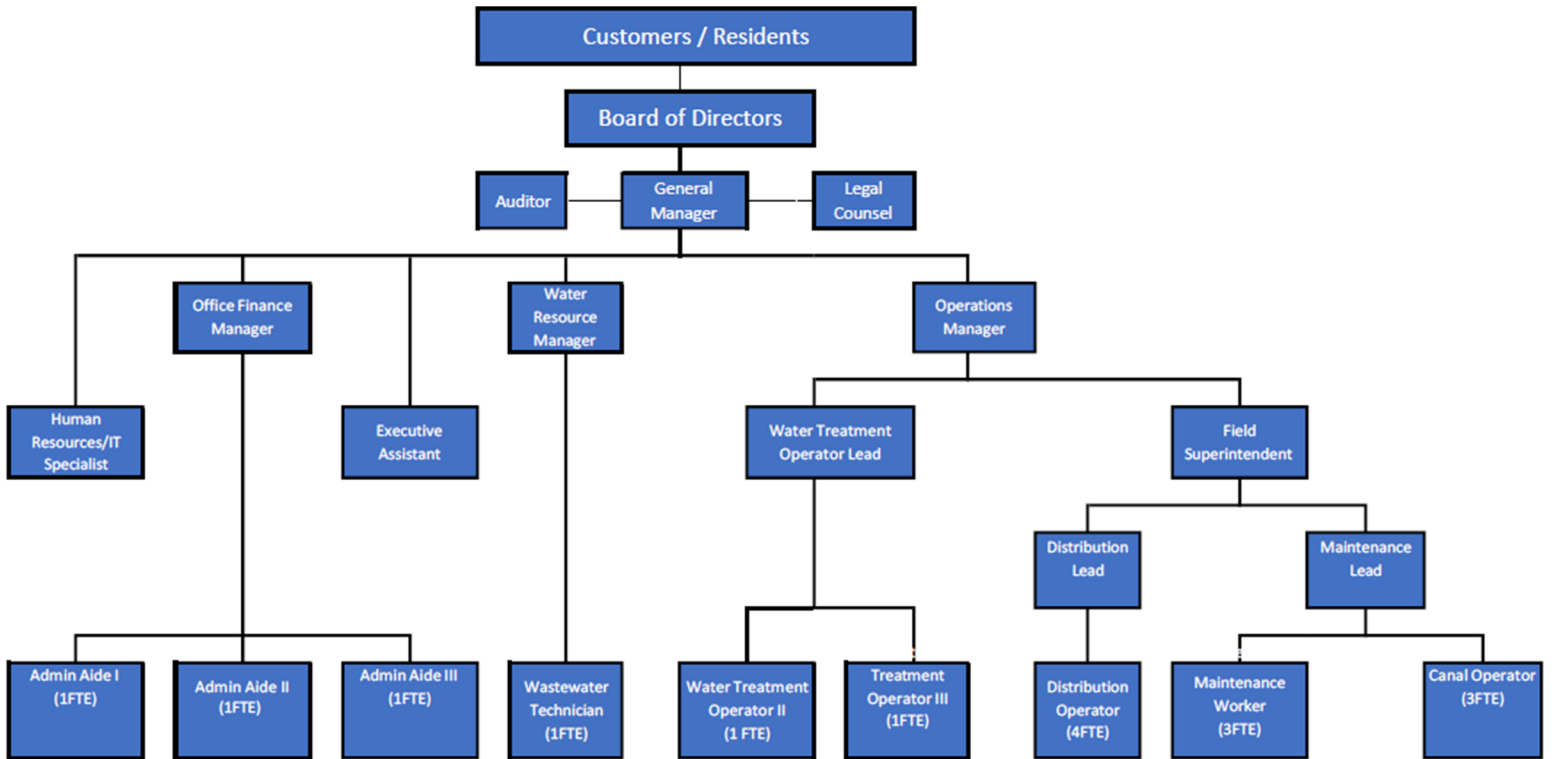 Customers / Residents
Board of Directors
Auditor
General
Manager
Legal
Counsel
Office Finance
Manager
Water
Resource
Manager
Operations
Manager
Human
Resources/IT
Specialist
Executive
Assistant
Water Treatment
Operator Lead
Field
Superintendent
Distribution
Lead
Maintenance
Lead
Admin Aide I
(1FTE)
Admin Aide II
(1FTE)
Admin Aide III
(1FTE)
Wastewater
Technician
(1FTE)
Water Treatment
Operator II
(1 FTE)
Treatment
Operator III
(1FTE)
Distribution
Operator
(4FTE)
Maintenance
Worker
(3FTE)
Canal Operator
(3FTE)